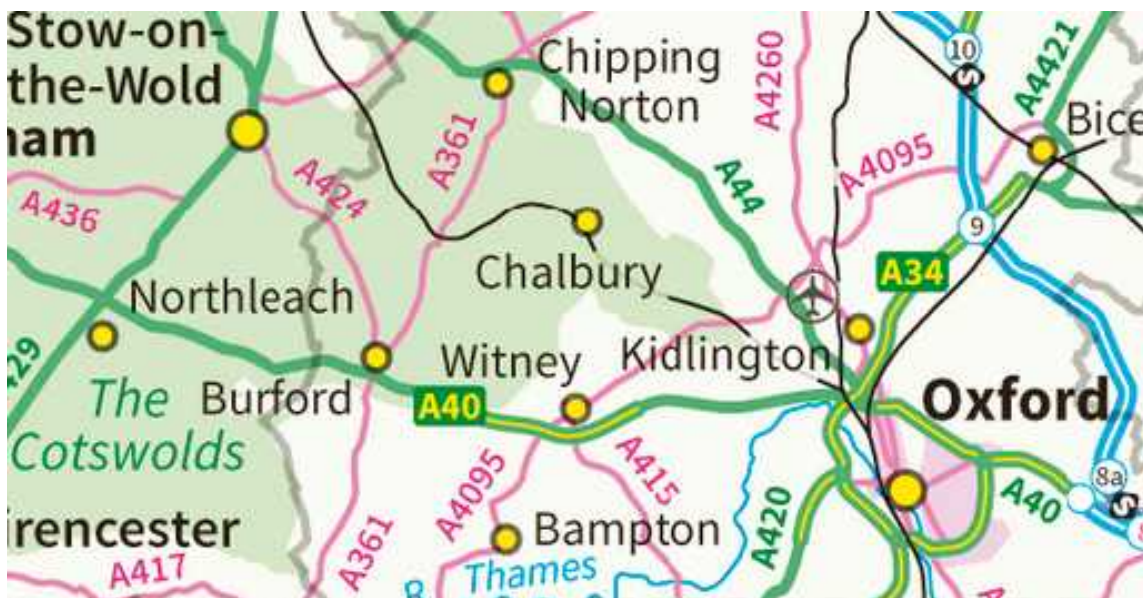 Stow-on-
the-Wold
ham
Chipping
Norton
A4260
10
S
A4421
Bice
A361
A424
A436
A44
A4095
9
Northleach
Chalbury
A34
429
The
Cotswolds
Burford
A40
Witney
Kidlington
Oxford
A4095
A415
A420
8a
A40
S
irencester
A417
A361
Bampton
R
Thames